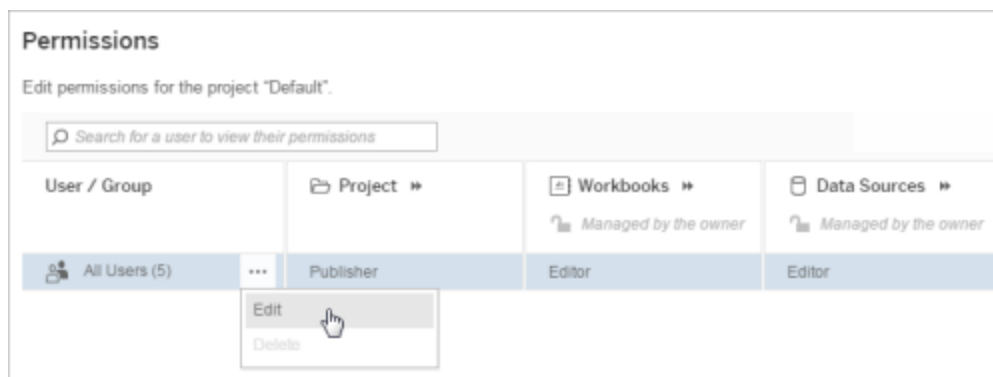 Permissions
Edit permissions for the project "Default".
Search for a user to view their permissions
User / Group Project Workbooks Data Sources
Managed by the owner Managed by the owner
All Users (5) ... Publisher Editor Editor
Edit
Delete